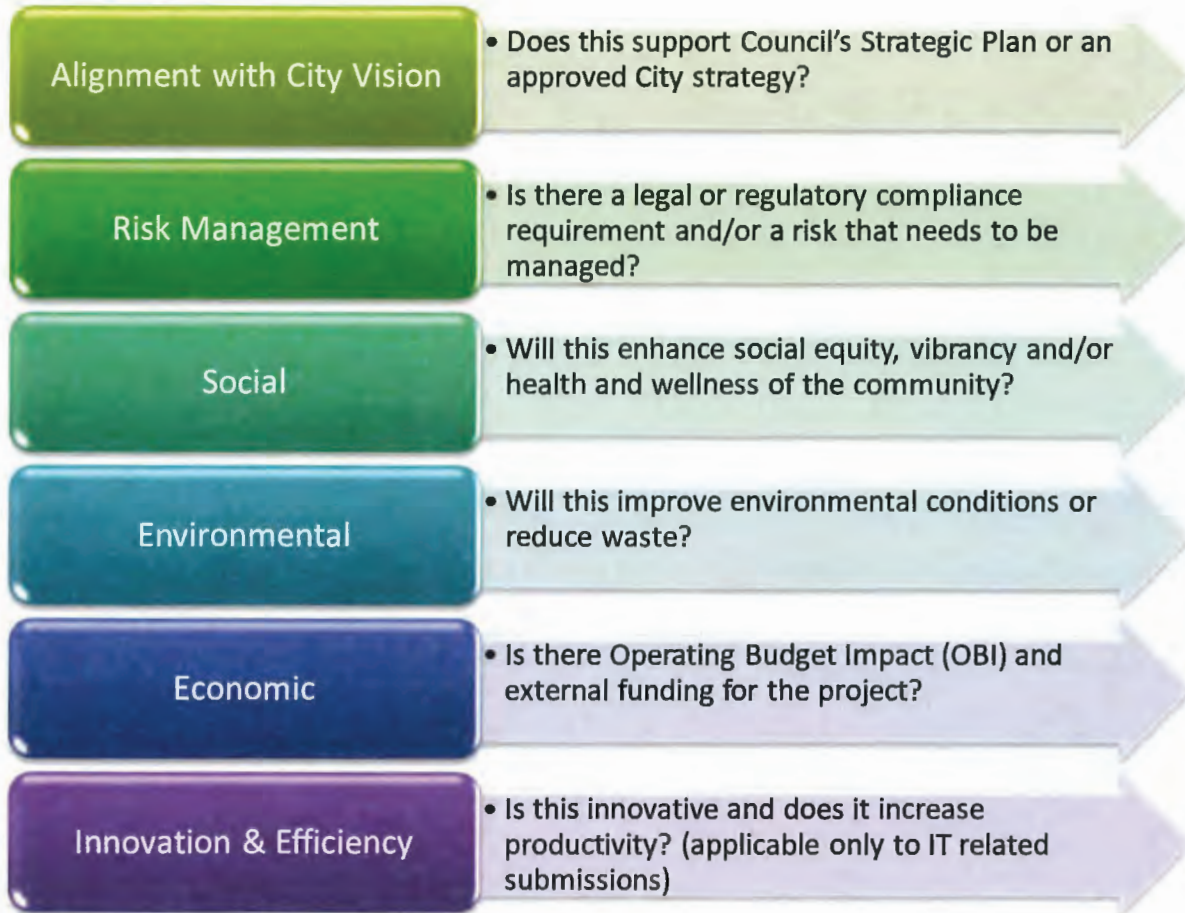 Alignment with City Vision
• Does this support Council's Strategic Plan or an
approved City strategy?
Risk Management
• Is there a legal or regulatory compliance
requirement and/or a risk that needs to be
managed?
Social
• Will this enhance social equity, vibrancy and/or
health and wellness of the community?
Environmental
• Will this improve environmental conditions or
reduce waste?
Economic
• Is there Operating Budget Impact (OBI) and
external funding for the project?
Innovation & Efficiency
• Is this innovative and does it increase
productivity? (applicable only to IT related
submissions)